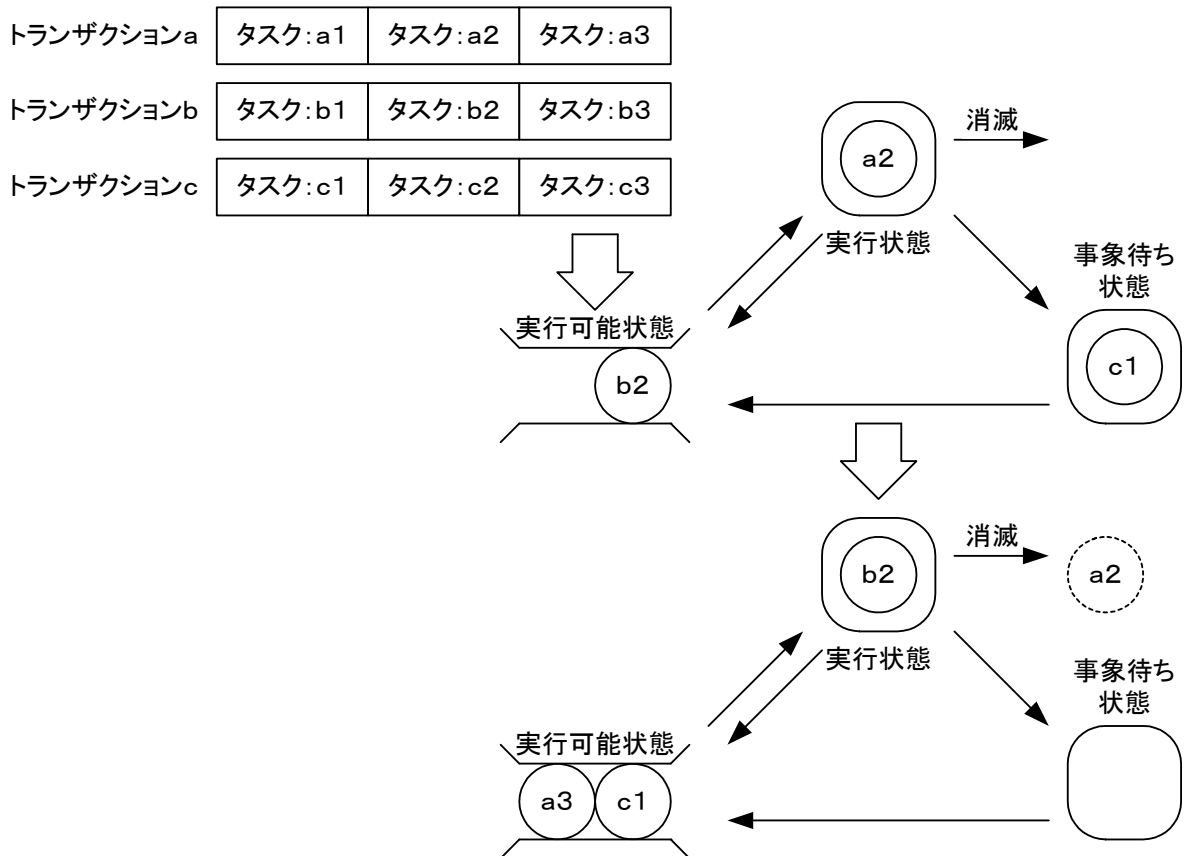 トランザクションa タスク:a1 タスク:a2 タスク:a3
トランザクションb タスク:b1 タスク:b2 タスク:b3
トランザクションc タスク:c1 タスク:c2 タスク:c3
a2
消滅
実行状態
事象待ち
状態
実行可能状態
b2
c1
b2
消滅
a2
実行状態
事象待ち
状態
実行可能状態
a3 c1